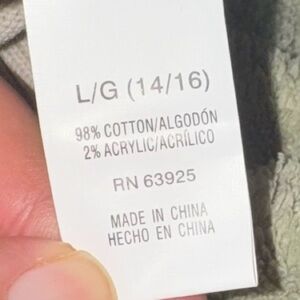 L/G (14/16)
98% COTTON/ALGODÓN
2% ACRYLIC/ACRÍLICO
RN 63925
MADE IN CHINA
HECHO EN CHINA